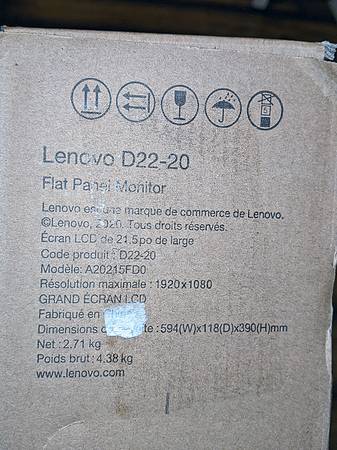 Lenovo D22-20
Flat Panel Monitor
Lenovo est une marque de commerce de Lenovo.
©Lenovo, 2020. Tous droits réservés.
Écran LCD de 21,5po de large
Code produit : D22-20
Modèle: A20215FD0
Résolution maximale : 1920x1080
GRAND ÉCRAN LCD
Fabriqué en
Dimensions : 594(W)x118(D)x390(H)mm
Net : 2.71 kg
Poids brut : 4.38 kg
www.lenovo.com